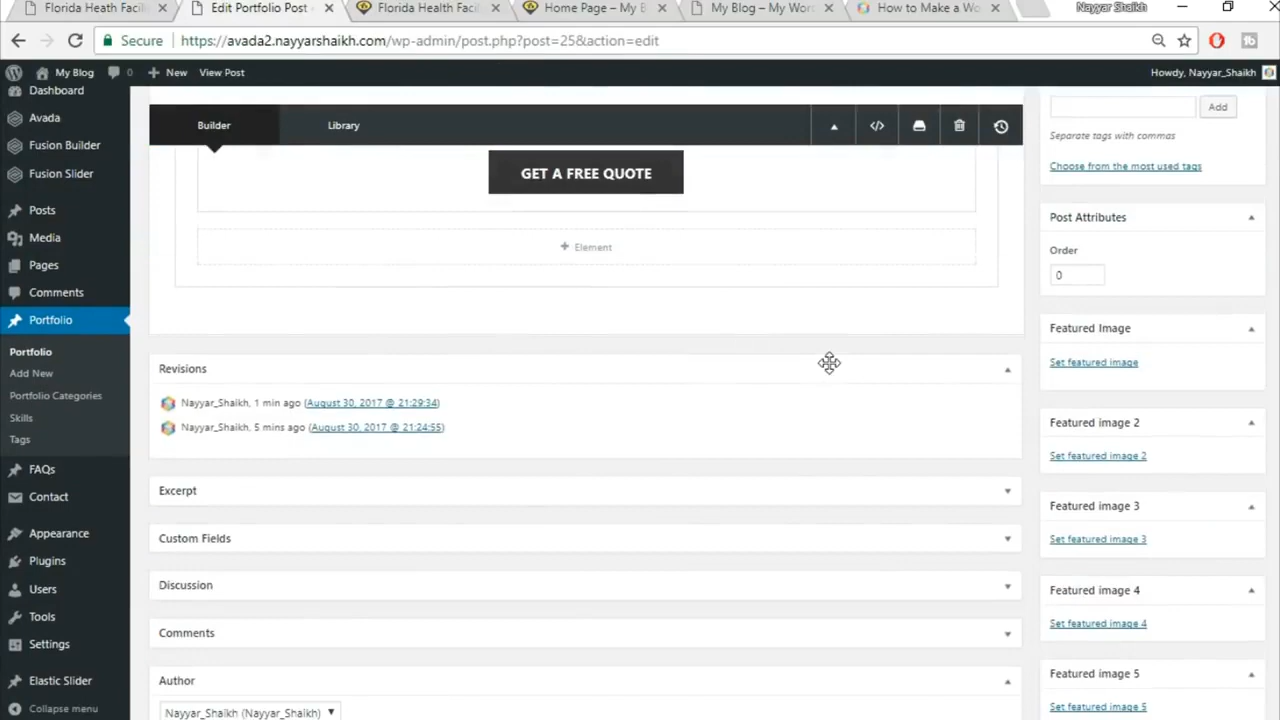 Florida Heath Facil
Edit Portfolio Post -
Florida Heath Facil
Home Page – My B
My Blog – My Wor
How to Make a Wo
Nayyar Shaikh
Secure
https://avada2.nayyarshaikh.com/wp-admin/post.php?post=25&action=edit
My Blog
0
New
View Post
Howdy, Nayyar_Shaikh
Dashboard
Avada
Fusion Builder
Fusion Slider
Posts
Media
Pages
Comments
Portfolio
Portfolio
Add New
Portfolio Categories
Skills
Tags
FAQs
Contact
Appearance
Plugins
Users
Tools
Settings
Elastic Slider
Collapse menu
Builder
Library
GET A FREE QUOTE
+ Element
Revisions
Nayyar_Shaikh, 1 min ago (August 30, 2017 @ 21:29:34)
Nayyar_Shaikh, 5 mins ago (August 30, 2017 @ 21:24:55)
Excerpt
Custom Fields
Discussion
Comments
Author
Nayyar_Shaikh (Nayyar_Shaikh)
Add
Separate tags with commas
Choose from the most used tags
Post Attributes
Order
0
Featured Image
Set featured image
Featured image 2
Set featured image 2
Featured image 3
Set featured image 3
Featured image 4
Set featured image 4
Featured image 5
Set featured image 5